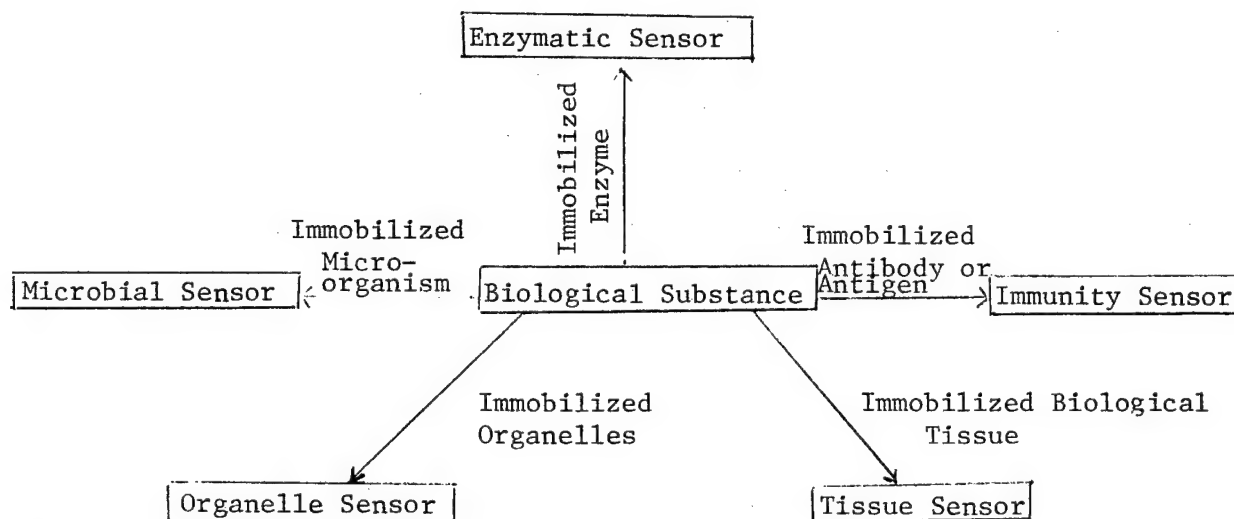 Enzymatic Sensor
Immobilized
Enzyme
Immobilized
Micro-
organism
Immobilized
Antibody or
Antigen
Microbial Sensor
Biological Substance
Immunity Sensor
Immobilized
Organelles
Immobilized Biological
Tissue
Organelle Sensor
Tissue Sensor